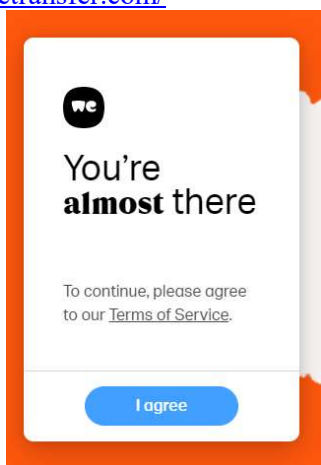 etransfer.com/
we
You're
almost there
To continue, please agree
to our Terms of Service.
I agree